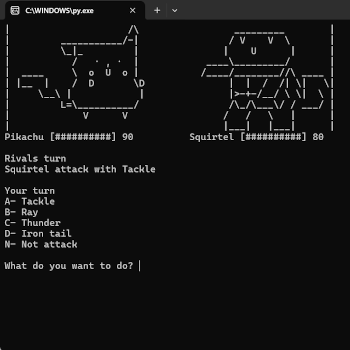 C:\WINDOWS\py.exe
Pikachu [##########] 90 Squirtel [##########] 80
Rivals turn
Squirtel attack with Tackle
Your turn
A- Tackle
B- Ray
C- Thunder
D- Iron tail
N- Not attack
What do you want to do?